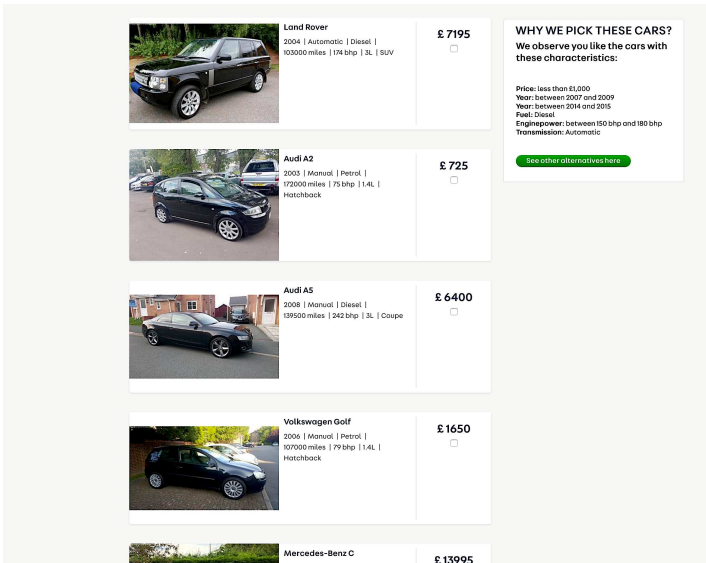 Land Rover
2004 | Automatic | Diesel |
103000 miles | 174 bhp | 3L | SUV
£ 7195
Audi A2
2003 | Manual | Petrol |
172000 miles | 75 bhp | 1.4L |
Hatchback
£ 725
Audi A5
2008 | Manual | Diesel |
139500 miles | 242 bhp | 3L | Coupe
£ 6400
Volkswagen Golf
2006 | Manual | Petrol |
107000 miles | 79 bhp | 1.4L |
Hatchback
£ 1650
Mercedes-Benz C
£ 13995
WHY WE PICK THESE CARS?
We observe you like the cars with
these characteristics:
Price: less than £1,000
Year: between 2007 and 2009
Year: between 2014 and 2015
Fuel: Diesel
Enginepower: between 150 bhp and 180 bhp
Transmission: Automatic
See other alternatives here